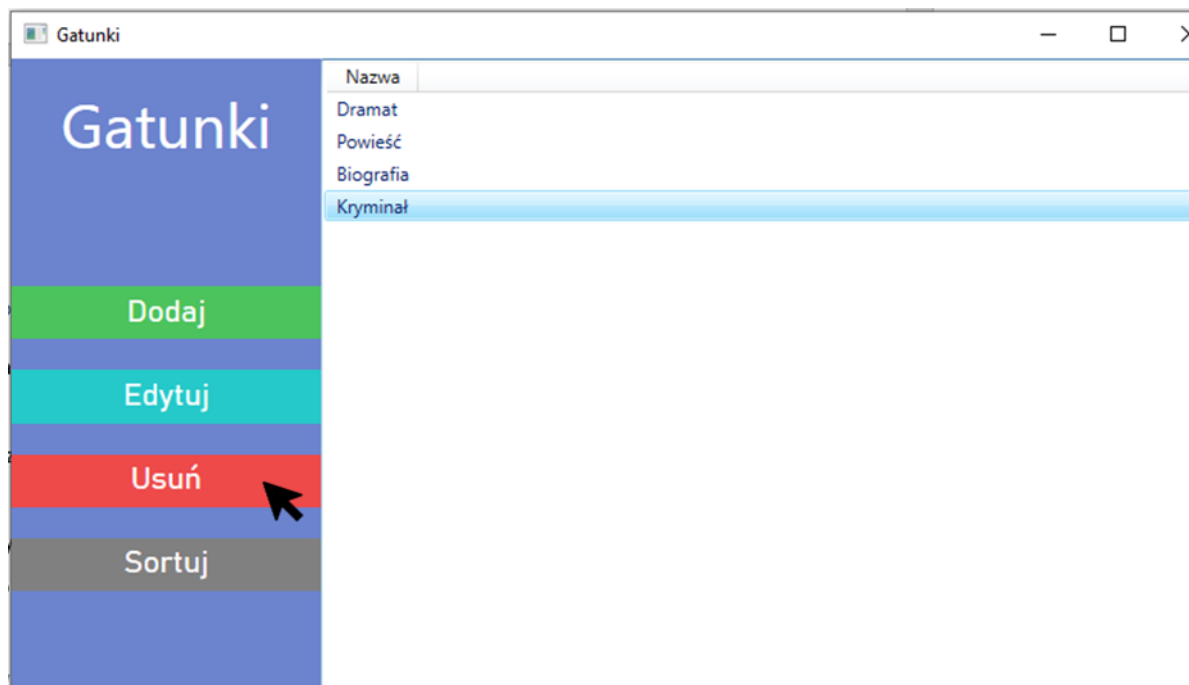 Gatunki
Gatunki
Dodaj
Edytuj
Usuń
Sortuj
Nazwa
Dramat
Powieść
Biografia
Kryminał